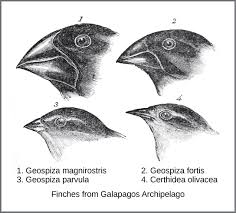 1.
2.
3.
4.
1. Geospiza magnirostris 2. Geospiza fortis
3. Geospiza parvula 4. Certhidea olivacea
Finches from Galapagos Archipelago